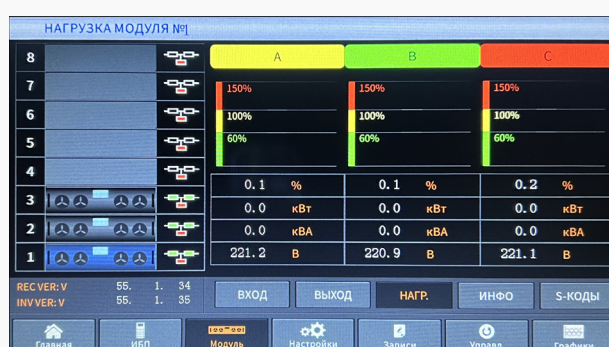 НАГРУЗКА МОДУЛЯ №1
8
7
6
5
4
3
2
1
A B C
150% 150% 150%
100% 100% 100%
60% 60% 60%
0.1 % 0.1 % 0.2 %
0.0 кВт 0.0 кВт 0.0 кВт
0.0 кВА 0.0 кВА 0.0 кВА
221.2 В 220.9 В 221.1 В
REC VER: V 55. 1. 34
INV VER: V 55. 1. 35
ВХОД ВЫХОД НАГР. ИНФО S-КОДЫ
Главная ИБП Модуль Настройки Записи Управл. Графики